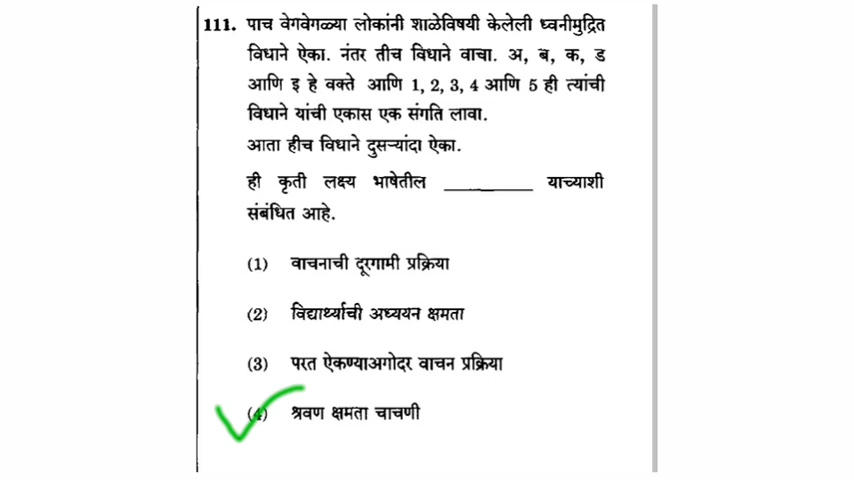 111. पाच वेगवेगळ्या लोकांनी शाळेविषयी केलेली ध्वनीमुद्रित
विधाने ऐका. नंतर तीच विधाने वाचा. अ, ब, क, ड
आणि इ हे वक्ते आणि 1, 2, 3, 4 आणि 5 ही त्यांची
विधाने यांची एकास एक संगति लावा.
आता हीच विधाने दुसऱ्यांदा ऐका.
ही कृती लक्ष्य भाषेतील __________ याच्याशी
संबंधित आहे.
(1) वाचनाची दूरगामी प्रक्रिया
(2) विद्यार्थ्याची अध्ययन क्षमता
(3) परत ऐकण्याअगोदर वाचन प्रक्रिया
(4) श्रवण क्षमता चाचणी